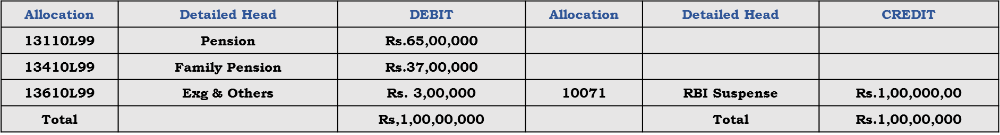 Allocation Detailed Head DEBIT Allocation Detailed Head CREDIT
13110L99 Pension Rs.65,00,000
13410L99 Family Pension Rs.37,00,000
13610L99 Exg & Others Rs. 3,00,000 10071 RBI Suspense Rs.1,00,000,00
Total Rs,1,00,00,000 Total Rs.1,00,00,000